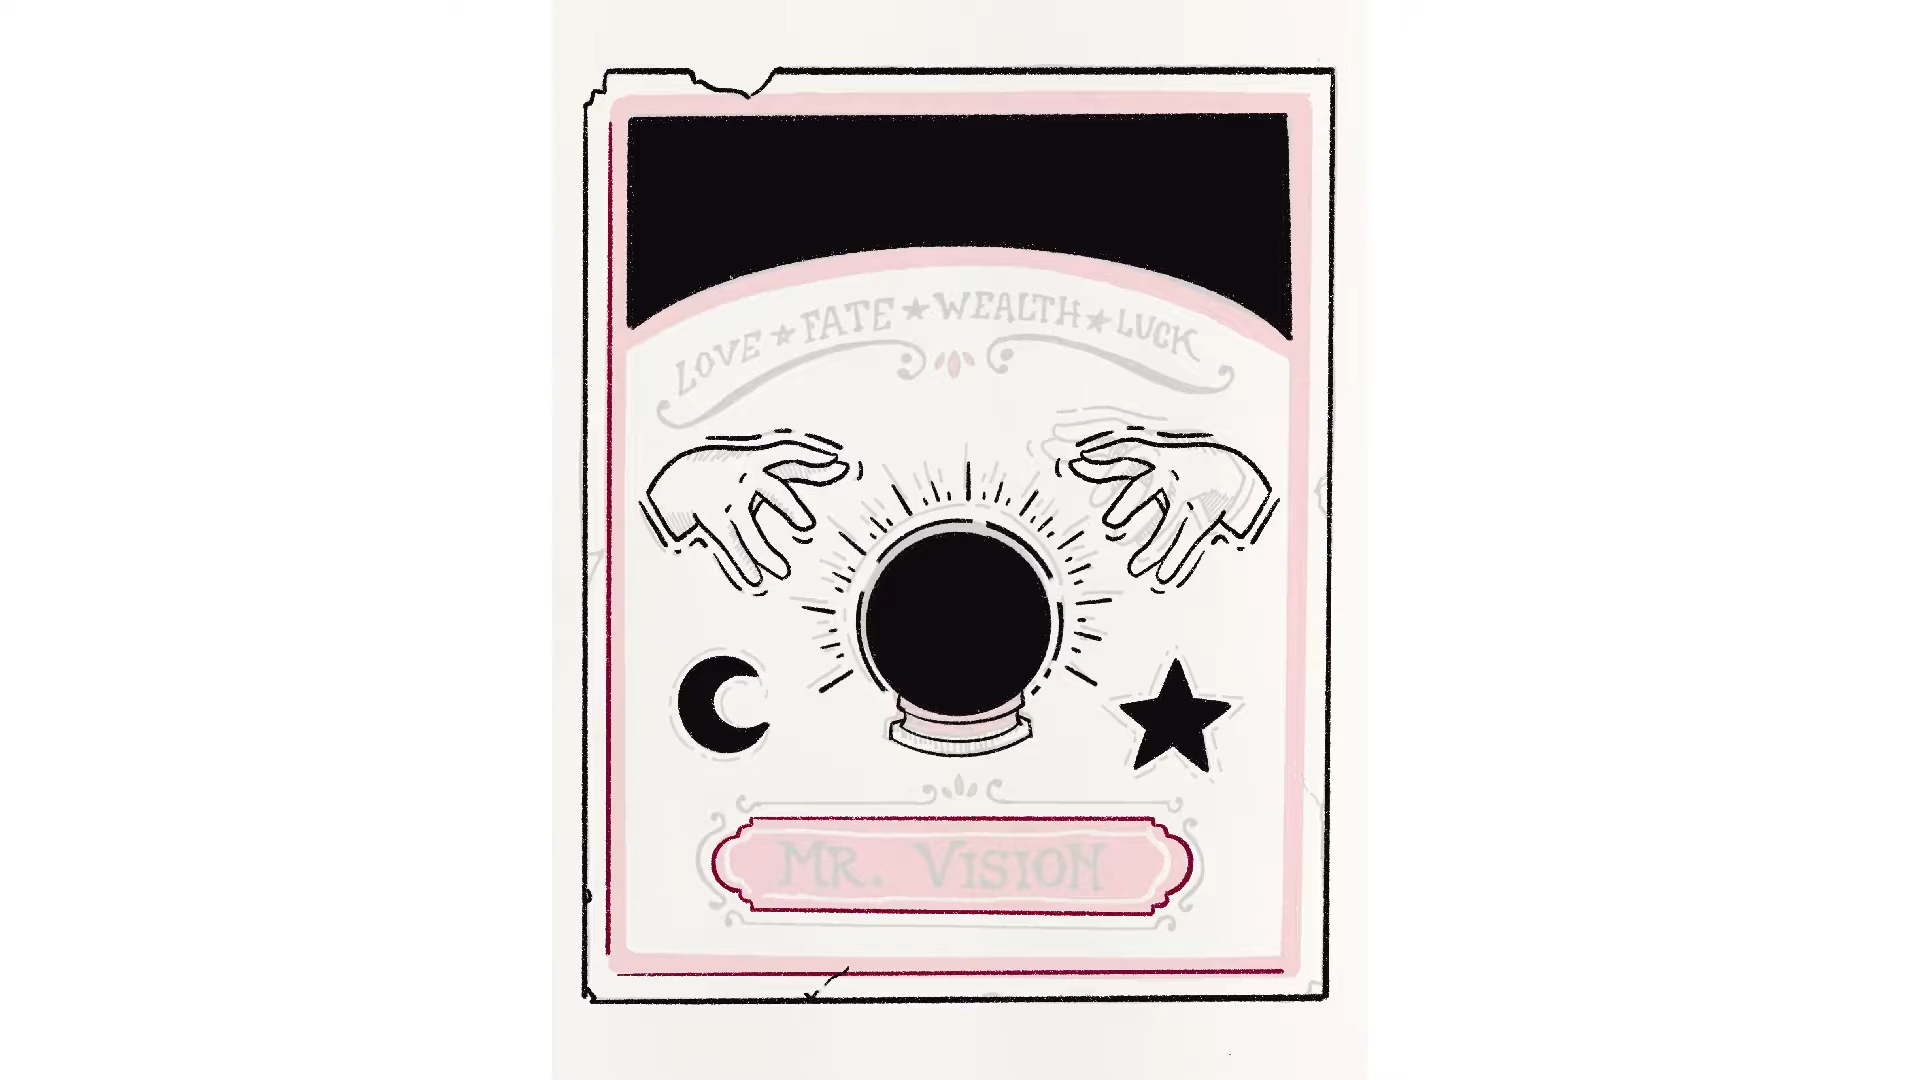 LOVE ★ FATE ★ WEALTH ★ LUCK
MR. VISION